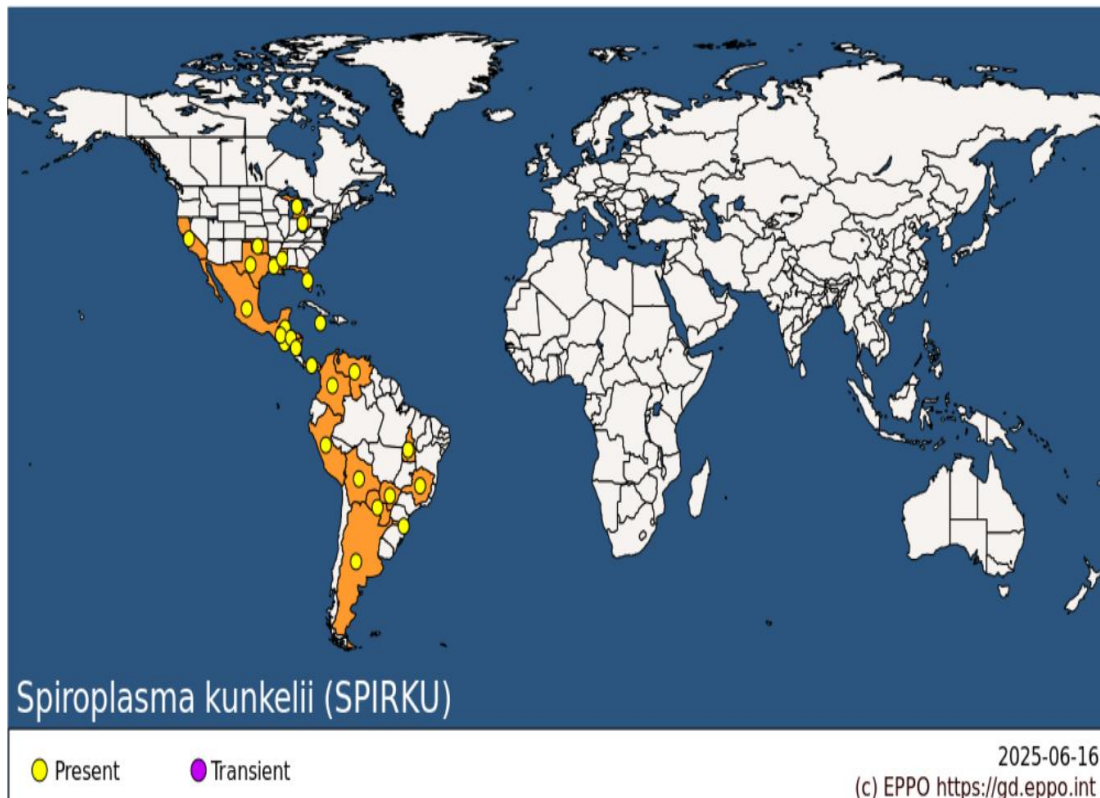 Spiroplasma kunkelii (SPIRKU)
Present
Transient
2025-06-16
(c) EPPO https://gd.eppo.int